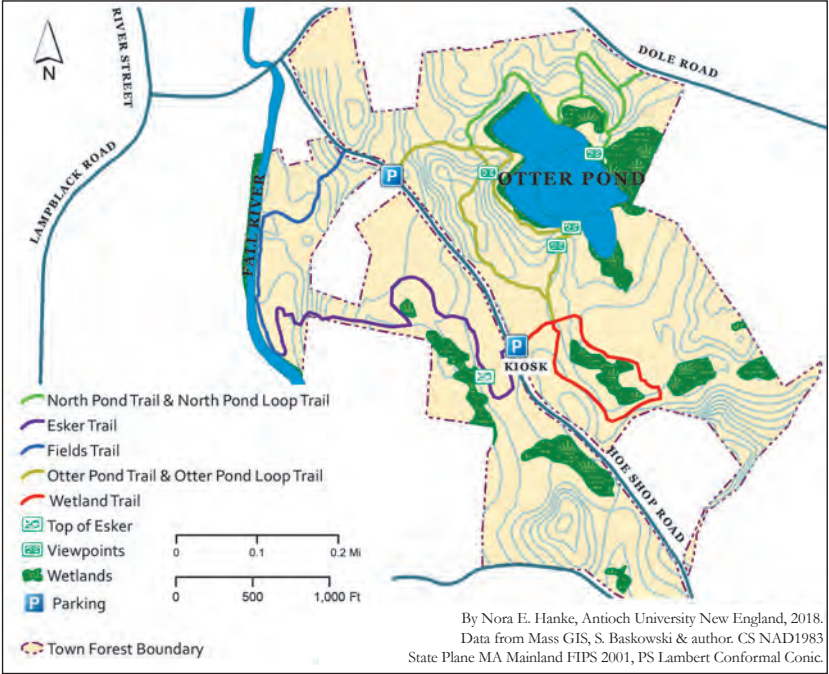 N
RIVER STREET
LAMPBLACK ROAD
FALL RIVER
DOLE ROAD
P
OTTER POND
P
KIOSK
HOE SHOP ROAD
North Pond Trail & North Pond Loop Trail
Esker Trail
Fields Trail
Otter Pond Trail & Otter Pond Loop Trail
Wetland Trail
Top of Esker
Viewpoints
Wetlands
P Parking
Town Forest Boundary
0 0.1 0.2 Mi
0 500 1,000 Ft
By Nora E. Hanke, Antioch University New England, 2018.
Data from Mass GIS, S. Baskowski & author. CS NAD1983
State Plane MA Mainland FIPS 2001, PS Lambert Conformal Conic.